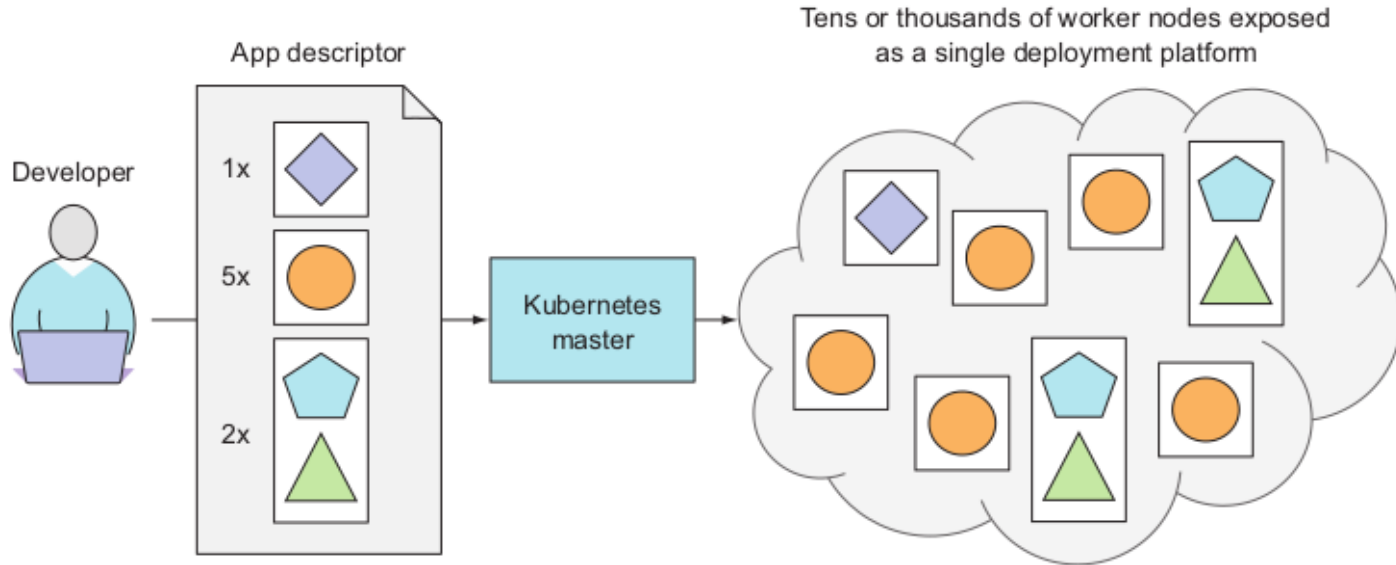 Tens or thousands of worker nodes exposed
as a single deployment platform
App descriptor
Developer
1x
5x
2x
Kubernetes
master